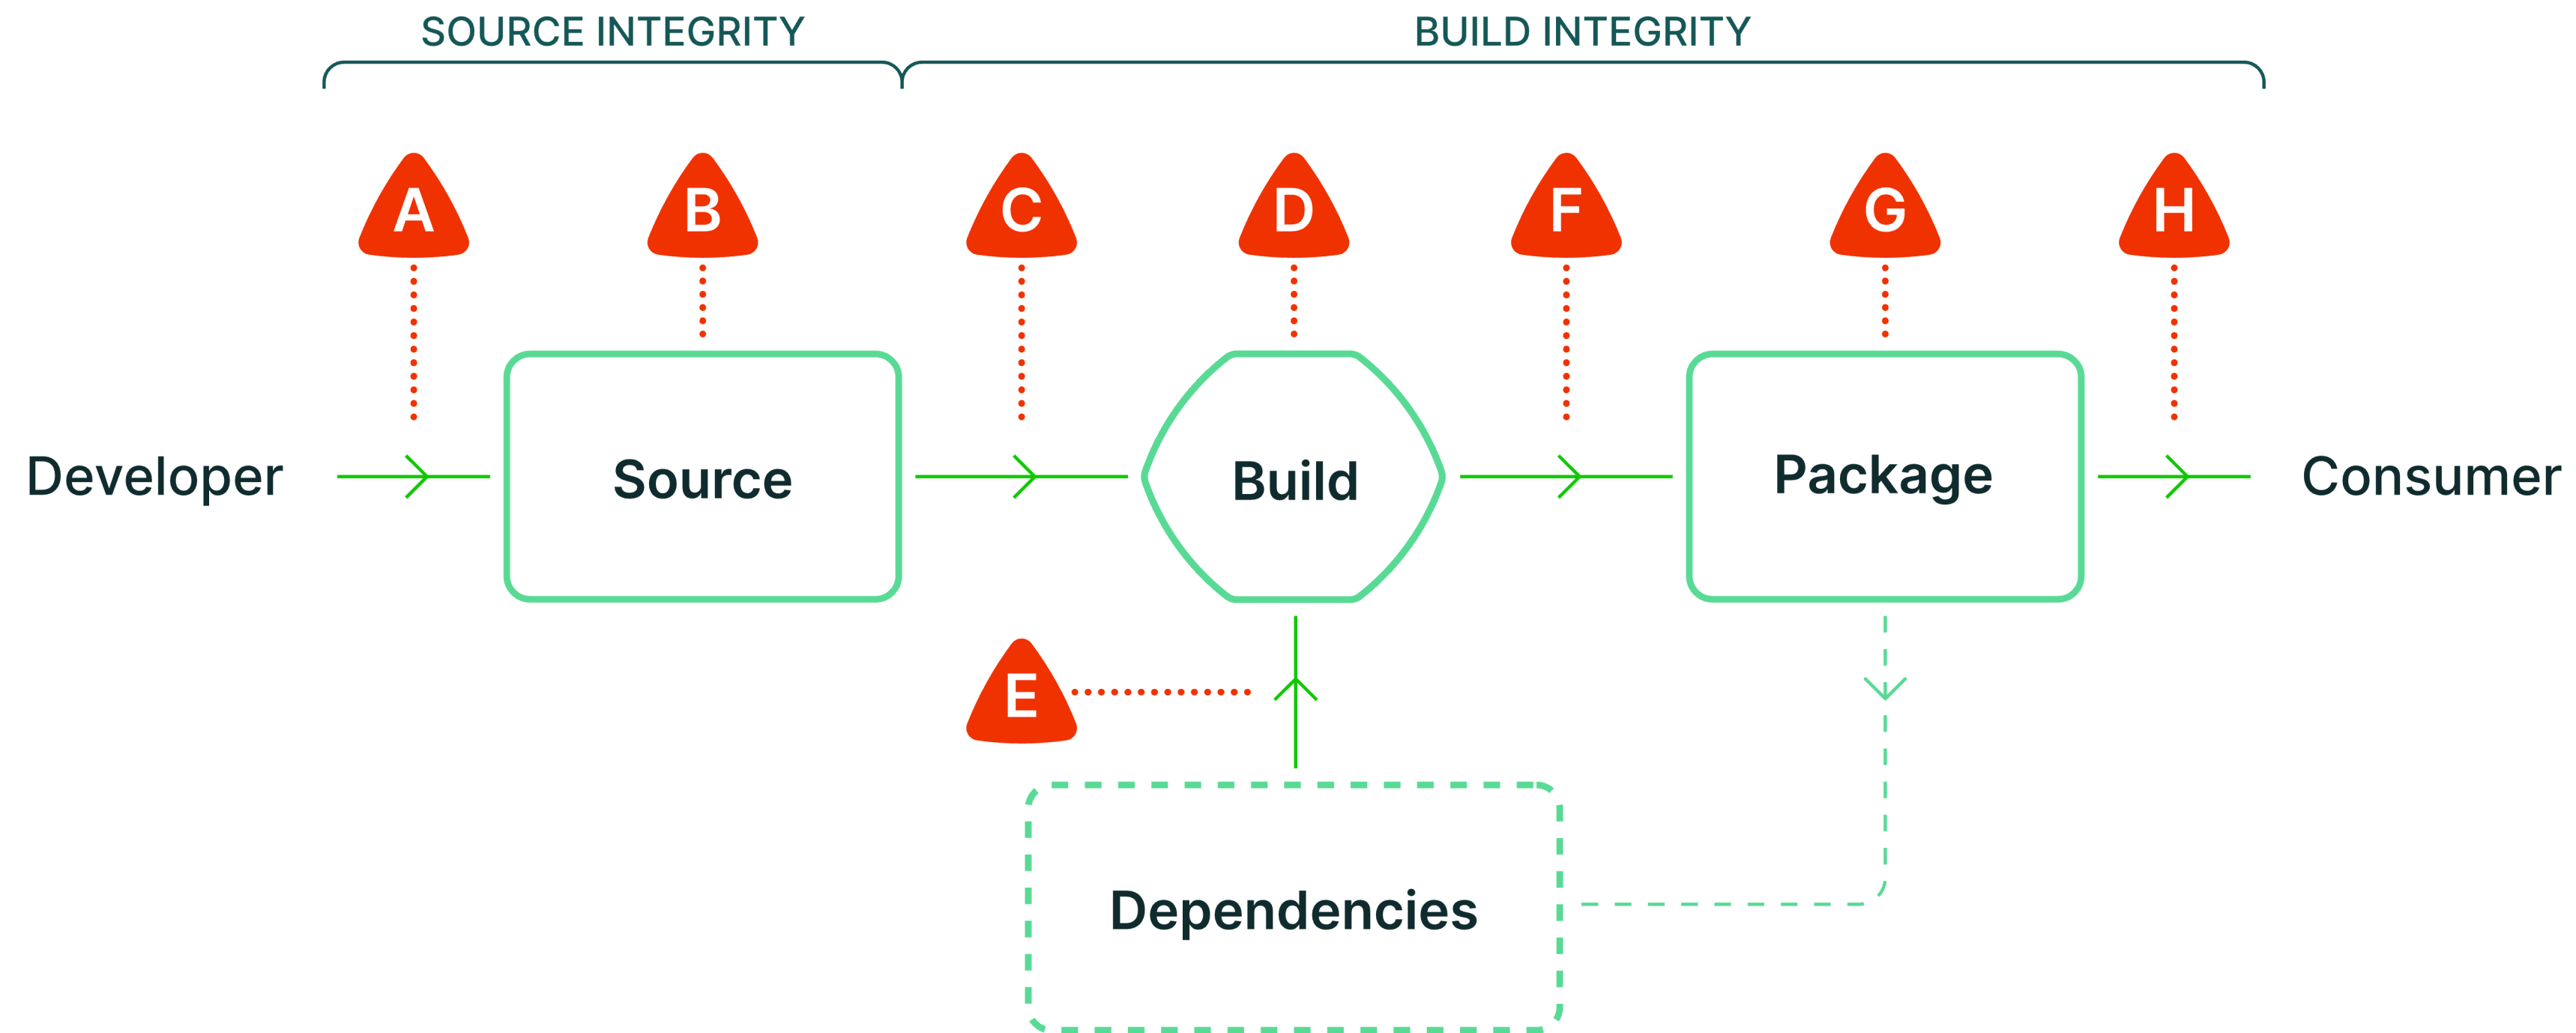 SOURCE INTEGRITY
BUILD INTEGRITY
A
B
C
D
F
G
H
Developer
Source
Build
Package
Consumer
E
Dependencies